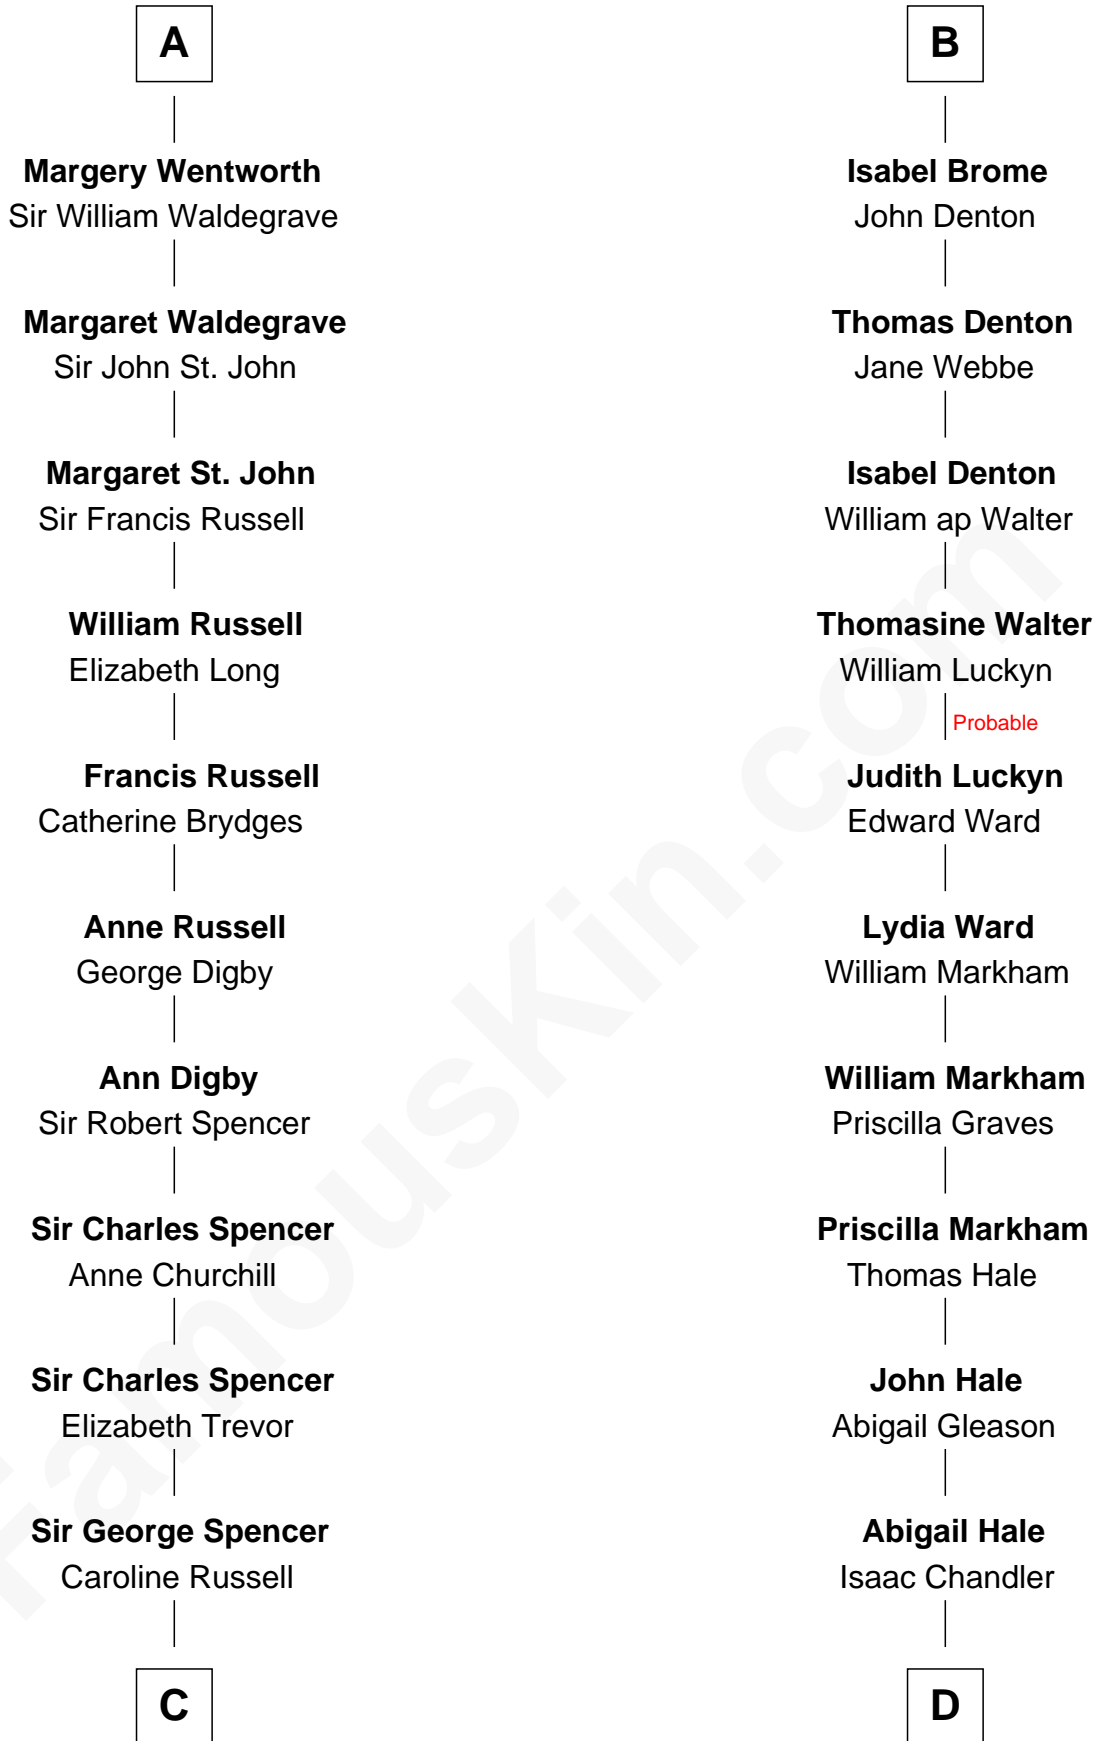 A
Margery Wentworth
Sir William Waldegrave
Margaret Waldegrave
Sir John St. John
Margaret St. John
Sir Francis Russell
William Russell
Elizabeth Long
Francis Russell
Catherine Brydges
Anne Russell
George Digby
Ann Digby
Sir Robert Spencer
Sir Charles Spencer
Anne Churchill
Sir Charles Spencer
Elizabeth Trevor
Sir George Spencer
Caroline Russell
C
B
Isabel Brome
John Denton
Thomas Denton
Jane Webbe
Isabel Denton
William ap Walter
Thomasine Walter
William Luckyn
Probable
Judith Luckyn
Edward Ward
Lydia Ward
William Markham
William Markham
Priscilla Graves
Priscilla Markham
Thomas Hale
John Hale
Abigail Gleason
Abigail Hale
Isaac Chandler
D
FamousKin.com